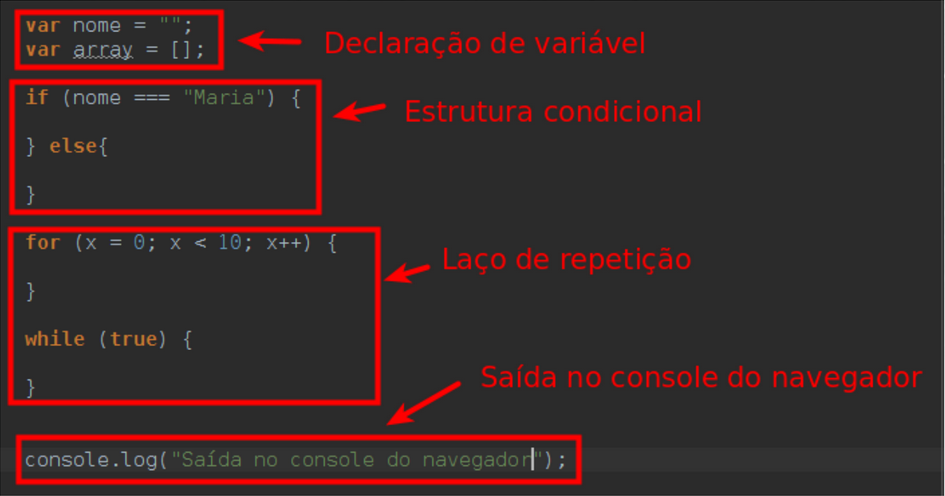 var nome = "";
var array = [];
Declaração de variável
if (nome === "Maria") {
Estrutura condicional
} else{
}
for (x = 0; x < 10; x++) {
Laço de repetição
}
while (true) {
}
Saída no console do navegador
console.log("Saída no console do navegador");